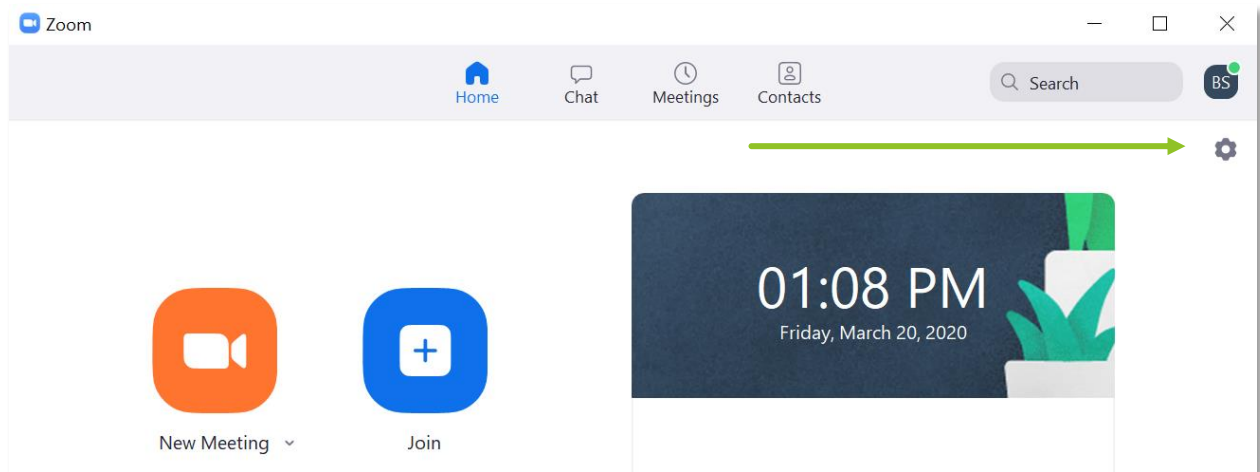 Zoom
Home
Chat
Meetings
Contacts
Search
BS
01:08 PM
Friday, March 20, 2020
New Meeting
Join